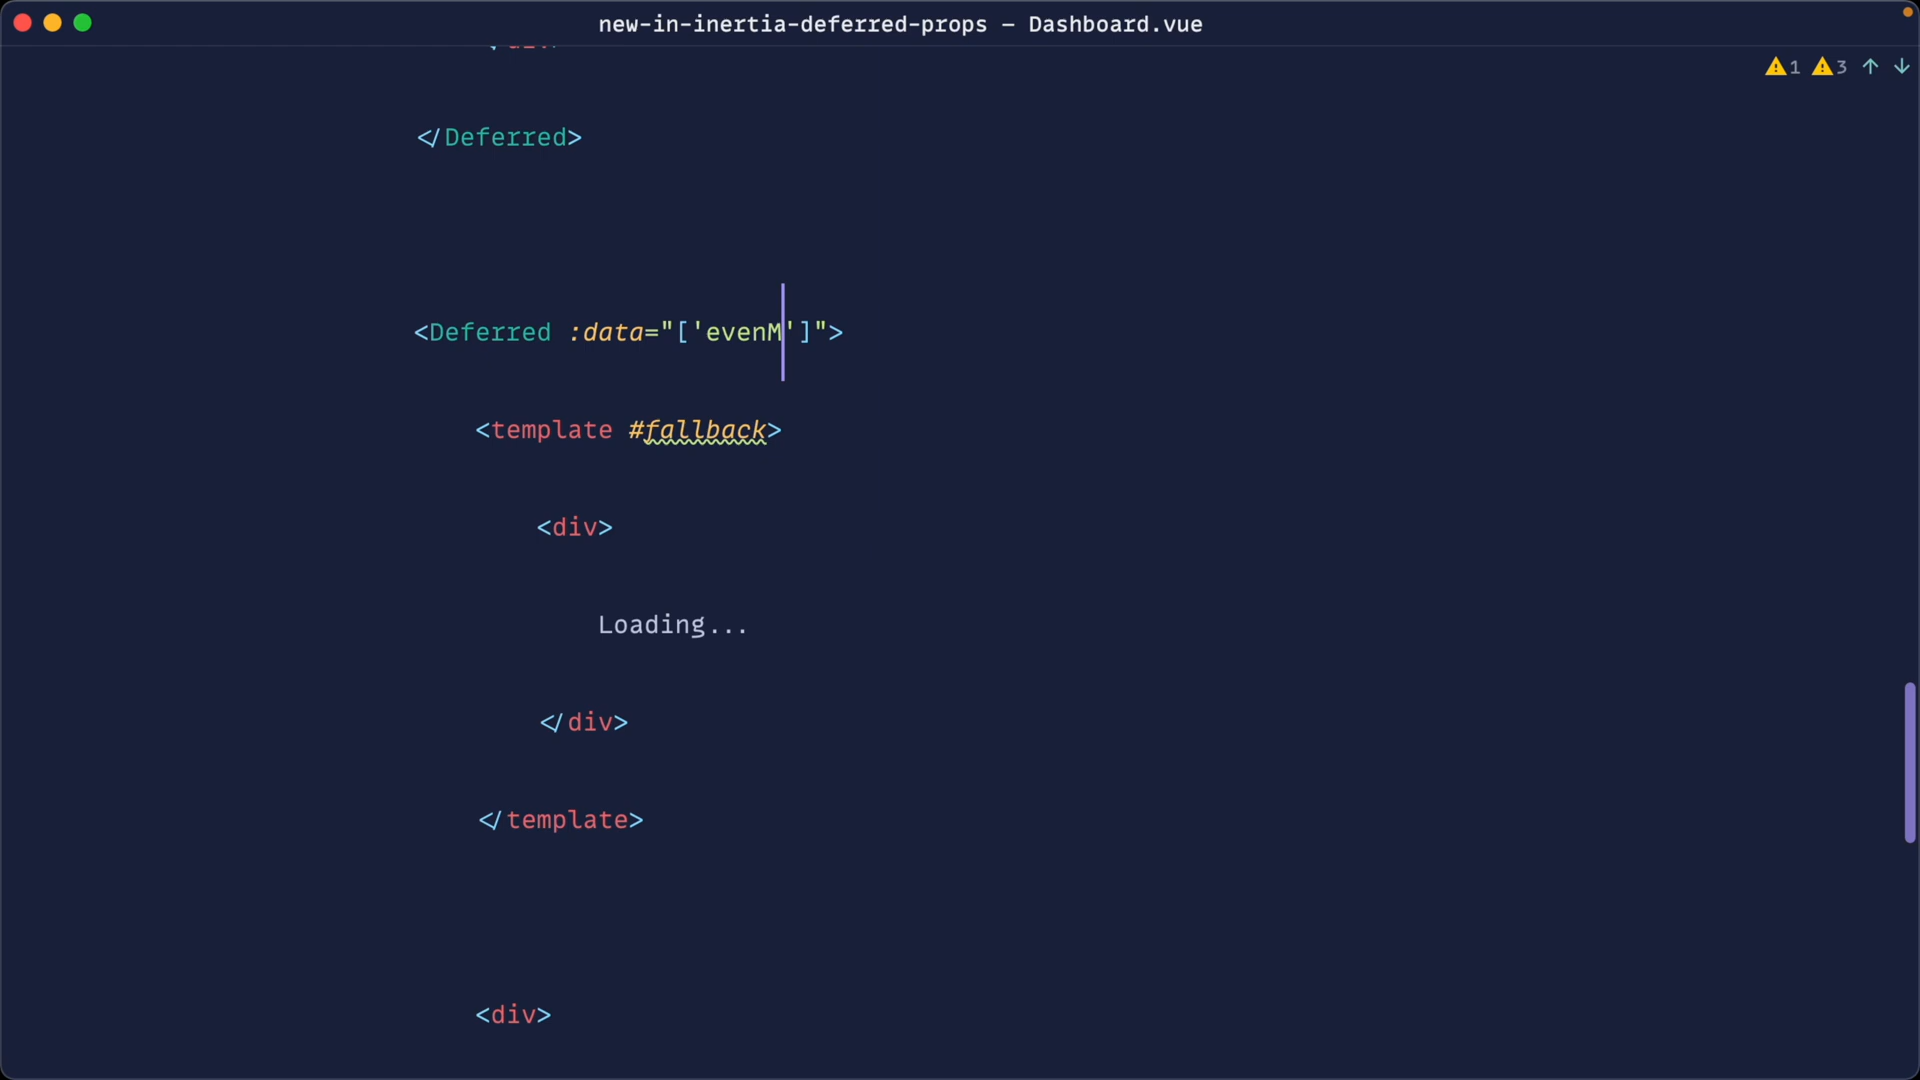 new-in-inertia-deferred-props – Dashboard.vue
1 3
</Deferred>
<Deferred :data="['evenM']">
<template #fallback>
<div>
Loading...
</div>
</template>
<div>